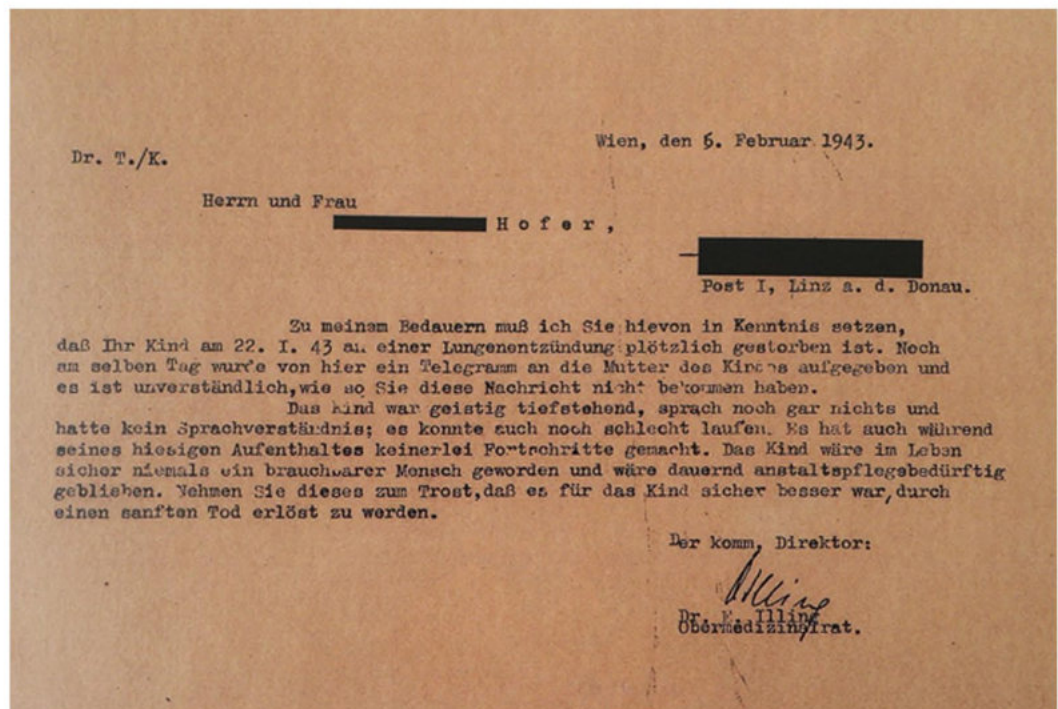 Wien, den 6. Februar 1943.
Dr. T./K.
Herrn und Frau
Hofer,
Post I, Linz a. d. Donau.
Zu meinem Bedauern muß ich Sie hievon in Kenntnis setzen,
daß Ihr Kind am 22. I. 43 an einer Lungenentzündung plötzlich gestorben ist. Noch
am selben Tag wurde von hier ein Telegramm an die Mutter des Kindes aufgegeben und
es ist unverständlich,wie so Sie diese Nachricht nicht bekommen haben.
Das Kind war geistig tiefstehend, sprach noch gar nichts und
hatte kein Sprachverständnis; es konnte auch noch schlecht laufen. Es hat auch während
seines hiesigen Aufenthaltes keinerlei Fortschritte gemacht. Das Kind wäre im Leben
sicher niemals ein brauchbarer Mensch geworden und wäre dauernd anstaltspflegebedürftig
geblieben. Nehmen Sie dieses zum Trost,daß es für das Kind sicher besser war,durch
einen sanften Tod erlöst zu werden.
Der komm. Direktor:
Illing
Dr. E. Illing
Obermedizinalrat.